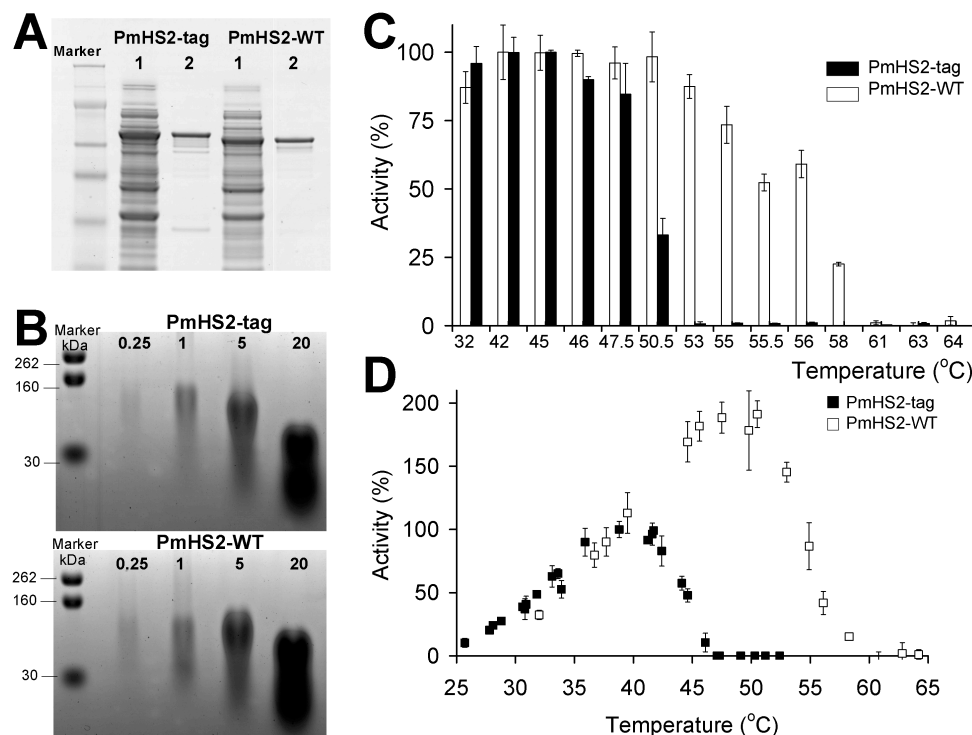 A
PmHS2-tag PmHS2-WT
Marker 1 2 1 2
B
PmHS2-tag
Marker
kDa
0.25 1 5 20
262
160
30
PmHS2-WT
Marker
kDa
0.25 1 5 20
262
160
30
C
100
75
50
25
0
Activity (%)
PmHS2-tag
PmHS2-WT
32 42 45 46 47.5 50.5 53 55 55.5 56 58 61 63 64
Temperature (oC)
D
200
150
100
50
0
Activity (%)
PmHS2-tag
PmHS2-WT
25 30 35 40 45 50 55 60 65
Temperature (oC)